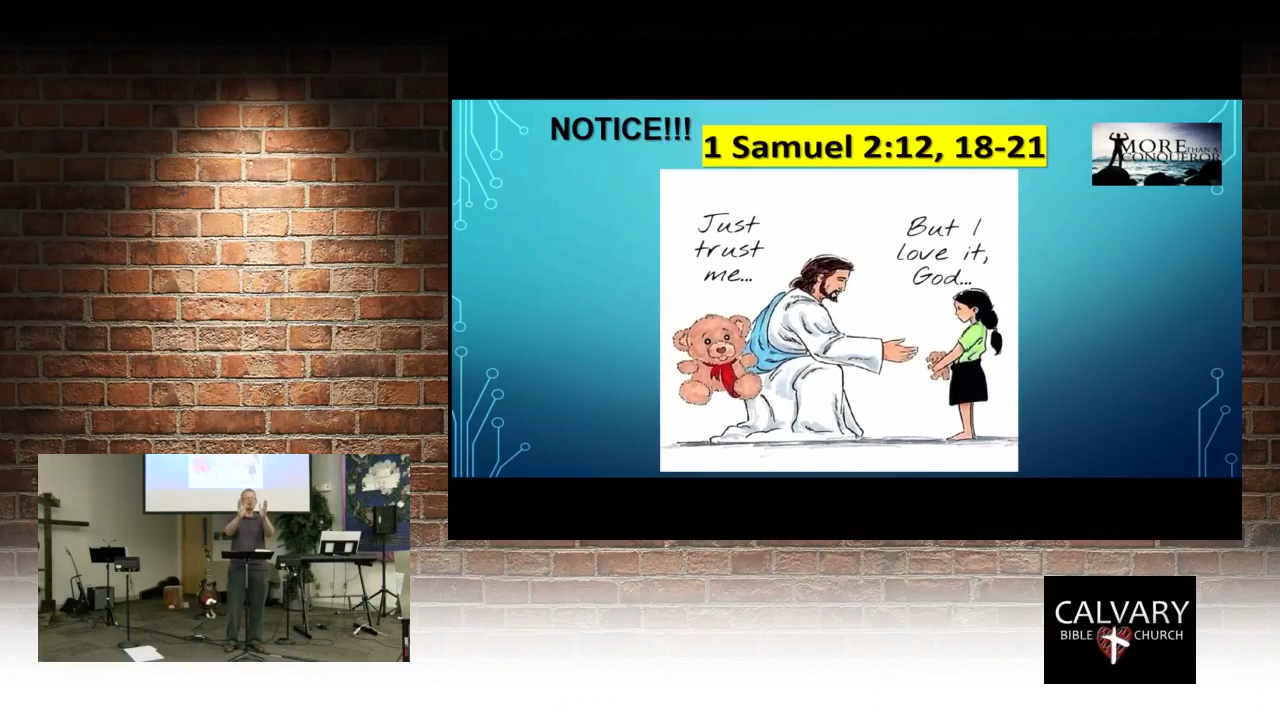 NOTICE!!!
1 Samuel 2:12, 18-21
MORE THAN A
CONQUEROR
Just
trust
me...
But I
love it,
God...
CALVARY
BIBLE CHURCH